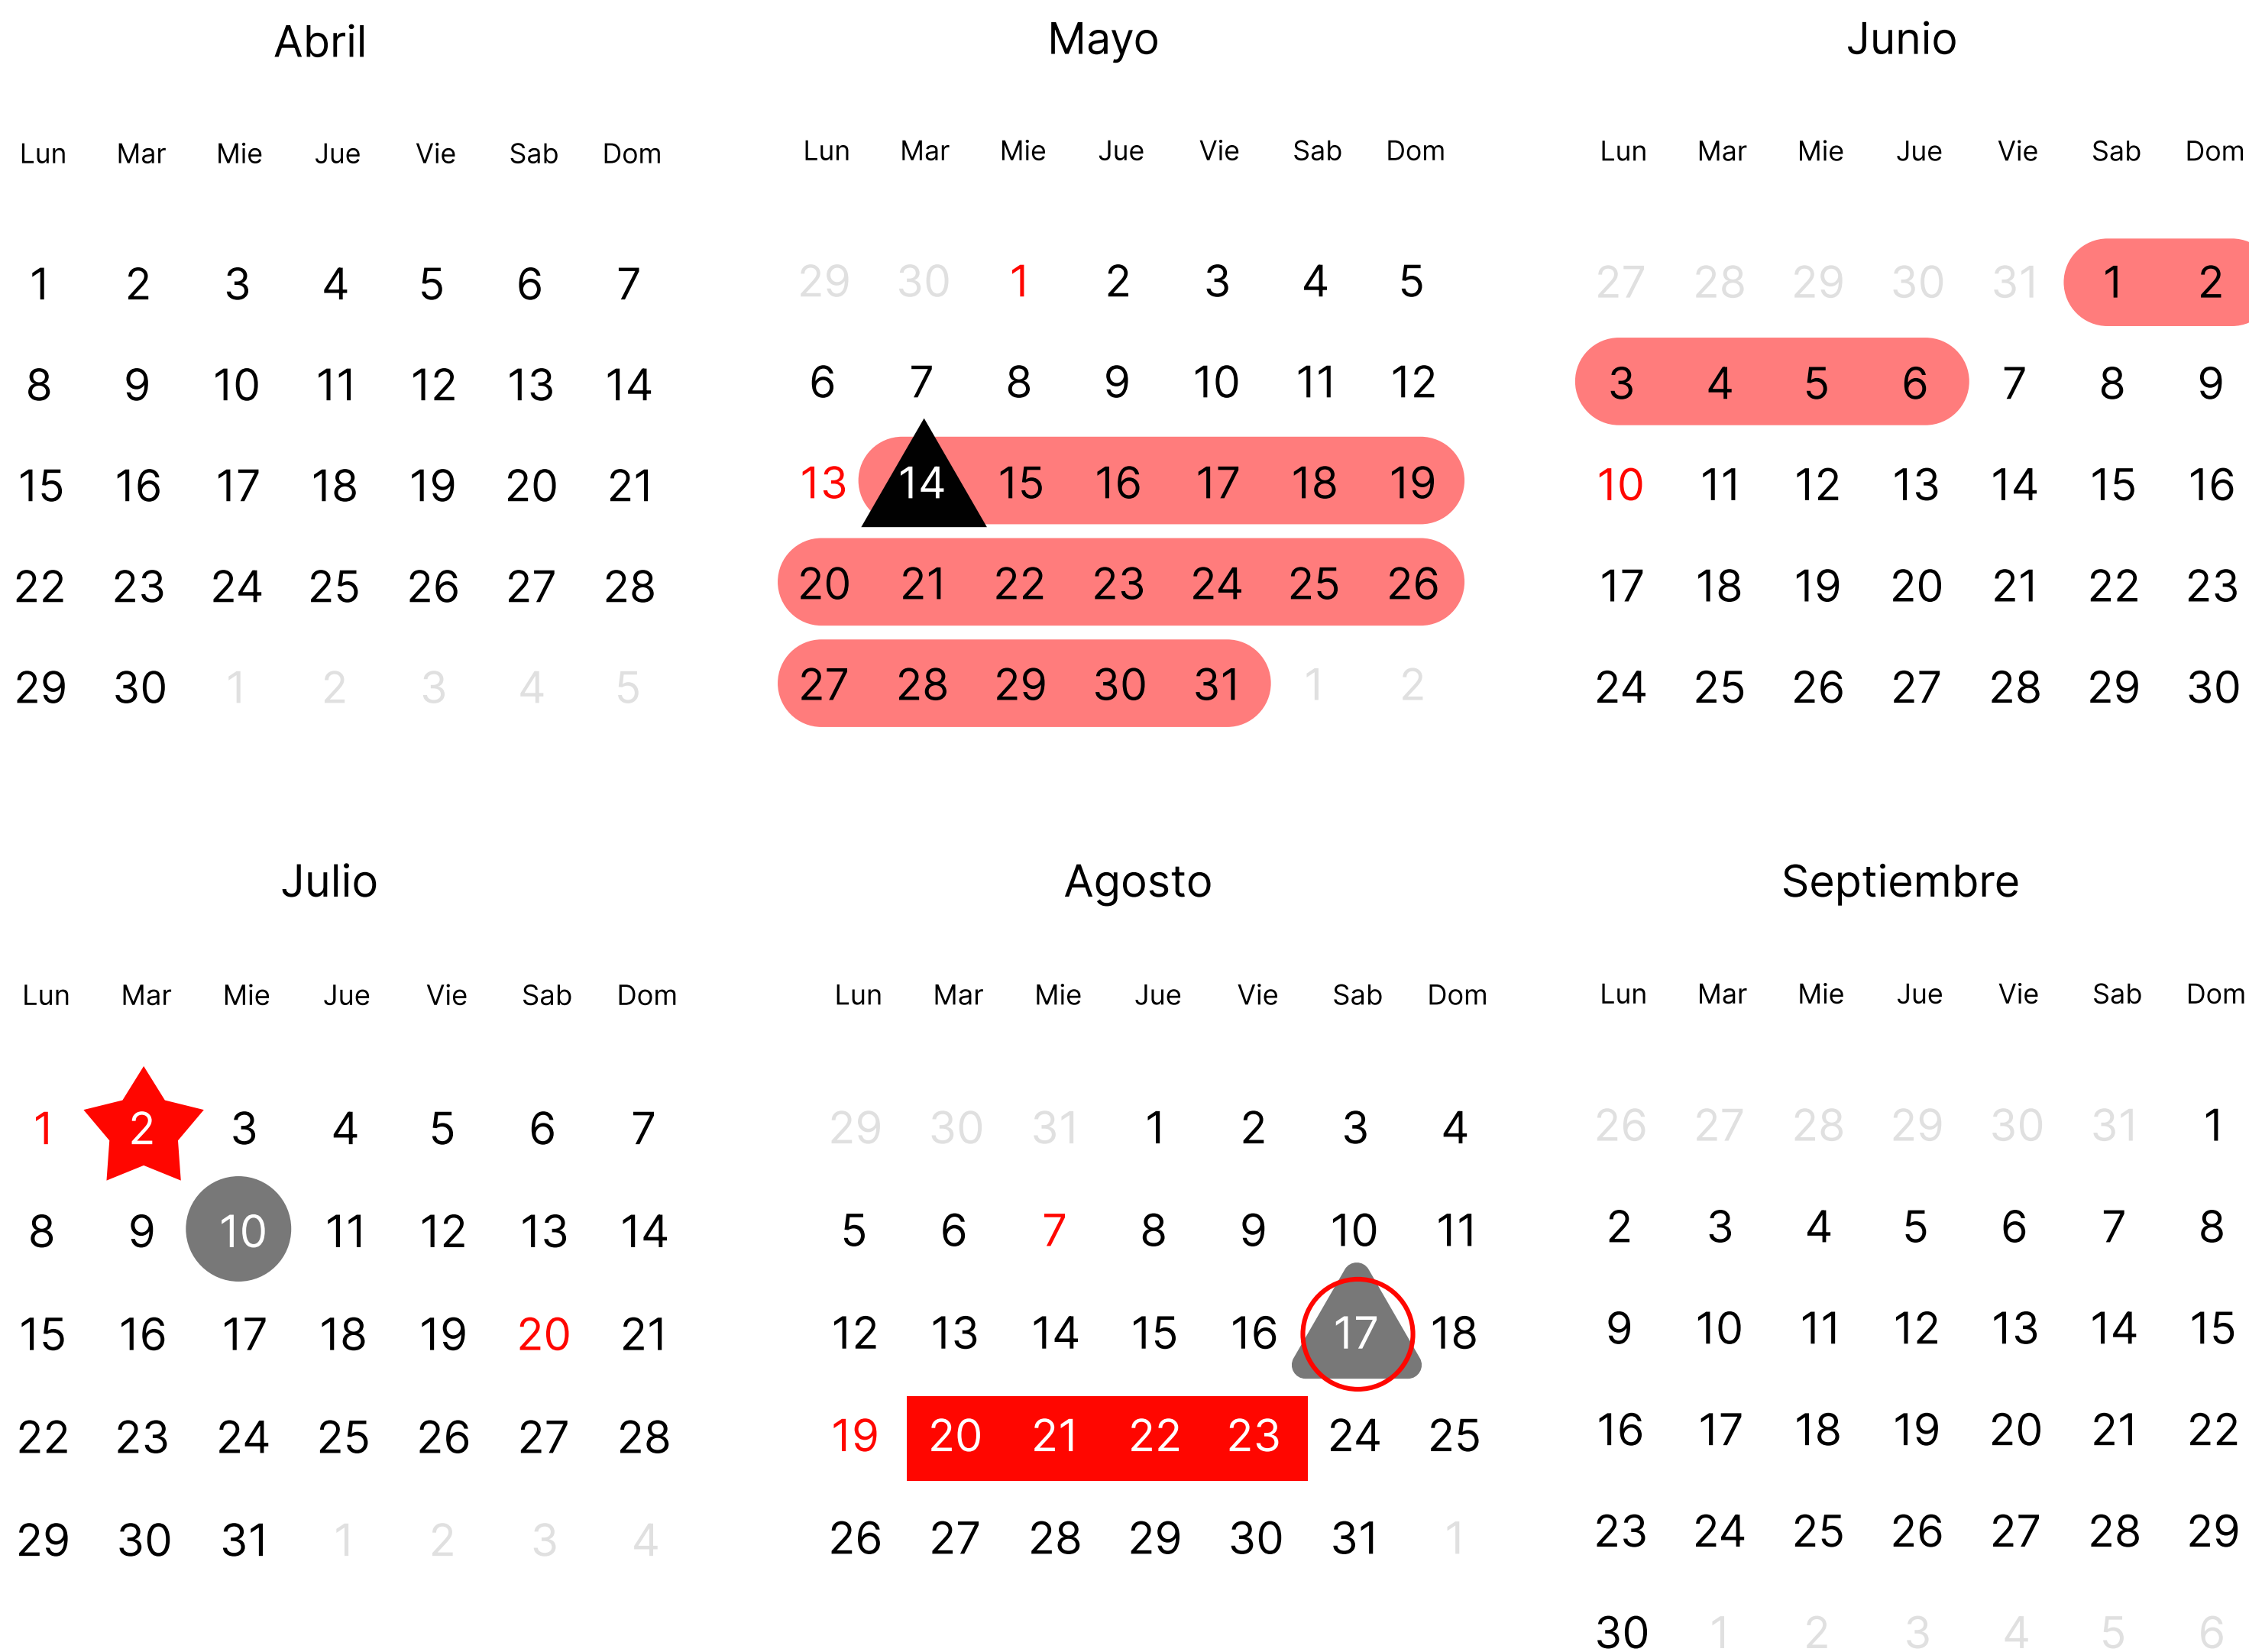 Abril
Lun Mar Mie Jue Vie Sab Dom
1 2 3 4 5 6 7
8 9 10 11 12 13 14
15 16 17 18 19 20 21
22 23 24 25 26 27 28
29 30 1 2 3 4 5
Mayo
Lun Mar Mie Jue Vie Sab Dom
29 30 1 2 3 4 5
6 7 8 9 10 11 12
13 14 15 16 17 18 19
20 21 22 23 24 25 26
27 28 29 30 31 1 2
Junio
Lun Mar Mie Jue Vie Sab Dom
27 28 29 30 31 1 2
3 4 5 6 7 8 9
10 11 12 13 14 15 16
17 18 19 20 21 22 23
24 25 26 27 28 29 30
Julio
Lun Mar Mie Jue Vie Sab Dom
1 2 3 4 5 6 7
8 9 10 11 12 13 14
15 16 17 18 19 20 21
22 23 24 25 26 27 28
29 30 31 1 2 3 4
Agosto
Lun Mar Mie Jue Vie Sab Dom
29 30 31 1 2 3 4
5 6 7 8 9 10 11
12 13 14 15 16 17 18
19 20 21 22 23 24 25
26 27 28 29 30 31 1
Septiembre
Lun Mar Mie Jue Vie Sab Dom
26 27 28 29 30 31 1
2 3 4 5 6 7 8
9 10 11 12 13 14 15
16 17 18 19 20 21 22
23 24 25 26 27 28 29
30 1 2 3 4 5 6